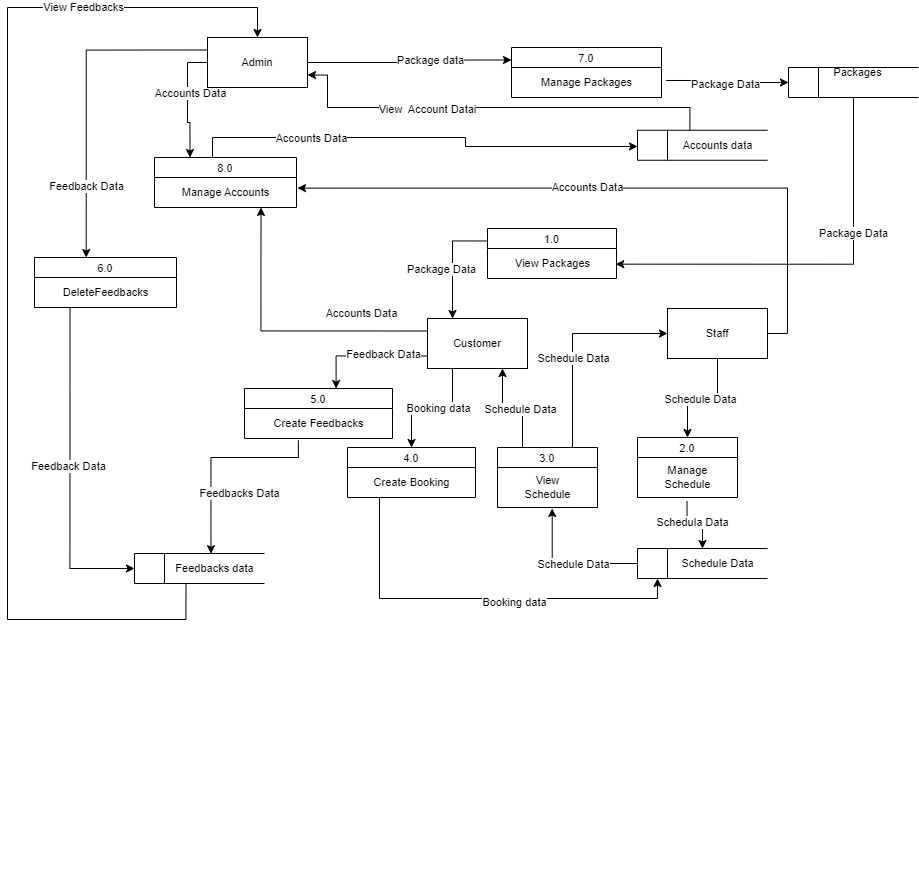 View Feedbacks
Admin
Package data
7.0
Manage Packages
Package Data
Packages
Accounts Data
View  Account Datai
Accounts Data
Accounts data
8.0
Manage Accounts
Feedback Data
Accounts Data
Package Data
1.0
View Packages
6.0
DeleteFeedbacks
Package Data
Accounts Data
Customer
Staff
Feedback Data
Schedule Data
5.0
Create Feedbacks
Booking data
Schedule Data
Schedule Data
4.0
Create Booking
3.0
View
Schedule
2.0
Manage
Schedule
Feedback Data
Feedbacks Data
Schedula Data
Feedbacks data
Schedule Data
Schedule Data
Booking data